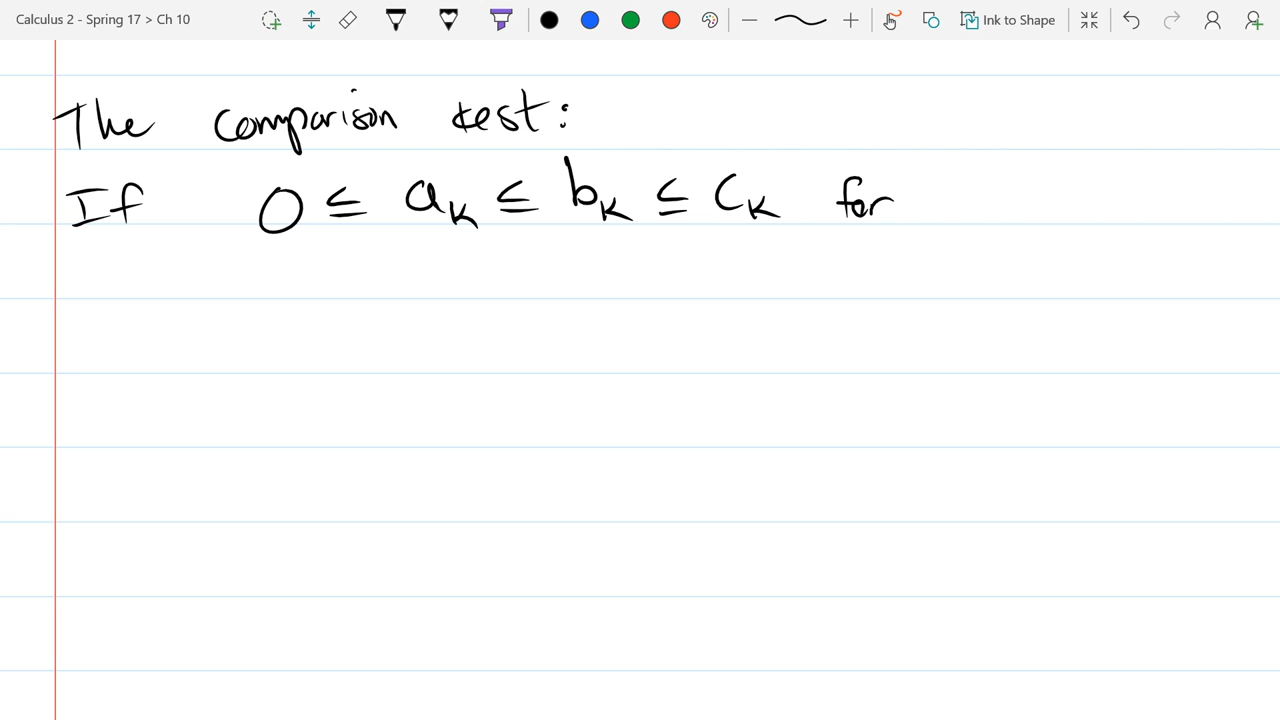 Calculus 2 - Spring 17 > Ch 10 Ink to Shape
The comparison test:
If 0 ≤ aₖ ≤ bₖ ≤ cₖ for